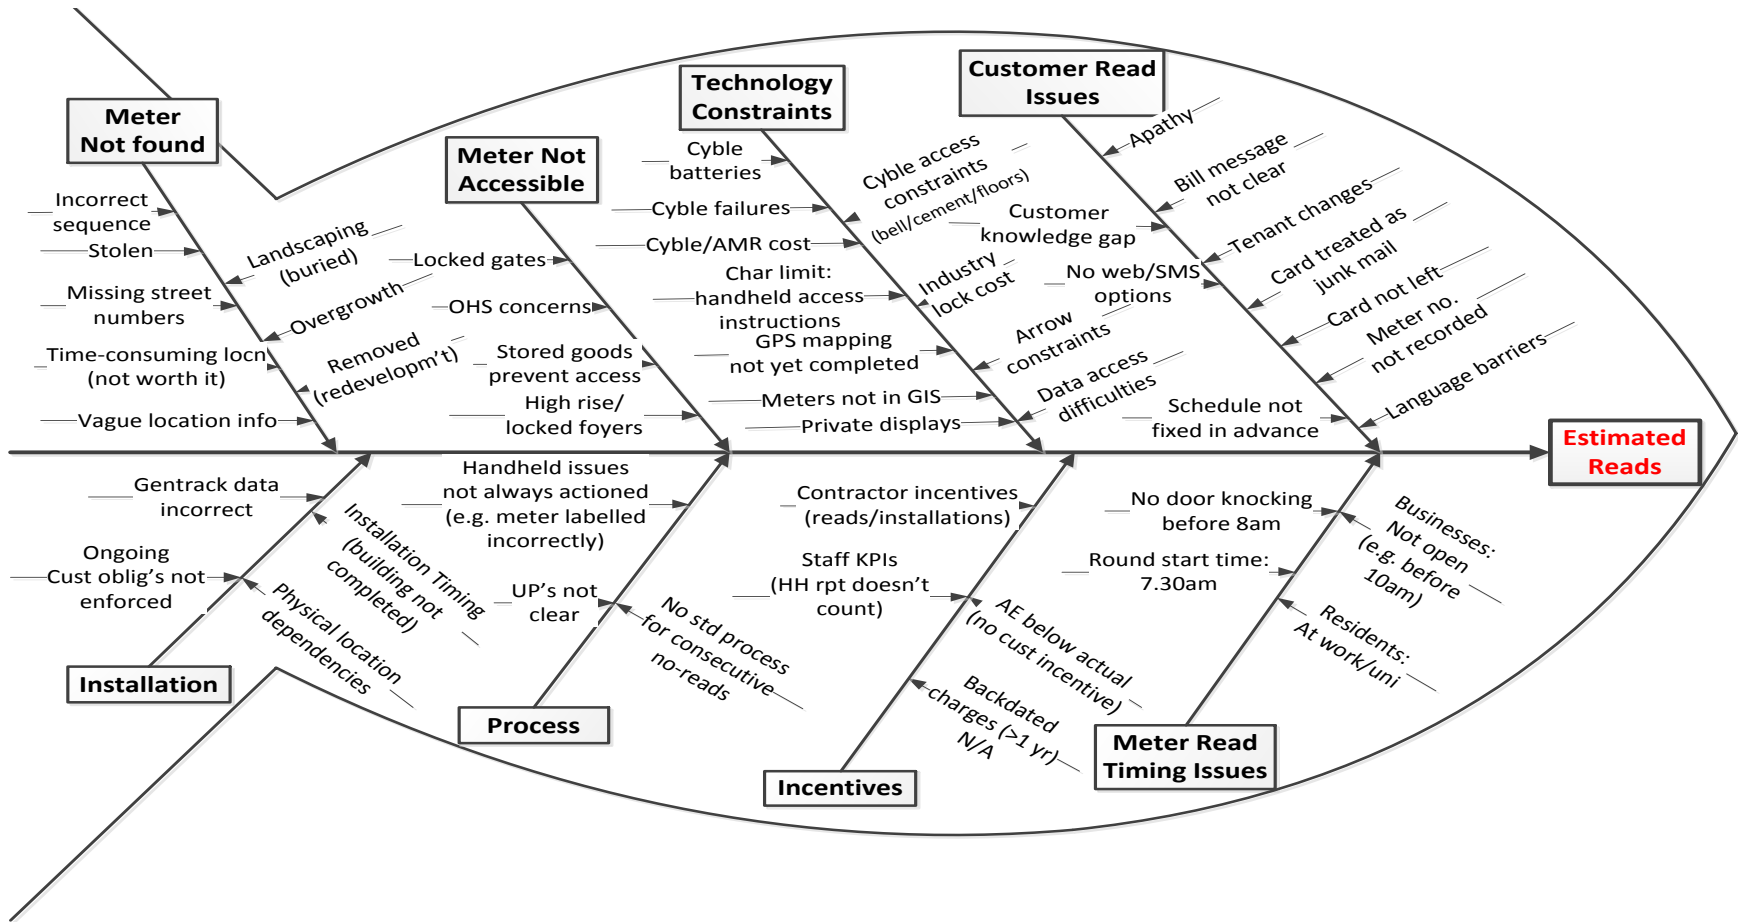 Meter
Not found
Incorrect
sequence
Stolen
Missing street
numbers
Time-consuming locn
(not worth it)
Vague location info
Landscaping
(buried)
Overgrowth
Removed
(redevelopm't)
Meter Not
Accessible
Locked gates
OHS concerns
Stored goods
prevent access
High rise/
locked foyers
Technology
Constraints
Cyble
batteries
Cyble failures
Cyble/AMR cost
Char limit:
handheld access
instructions
GPS mapping
not yet completed
Meters not in GIS
Private displays
Cyble access
constraints
(bell/cement/floors)
Industry
lock cost
Arrow
constraints
Data access
difficulties
Customer Read
Issues
Customer
knowledge gap
No web/SMS
options
Schedule not
fixed in advance
Apathy
Bill message
not clear
Tenant changes
Card treated as
junk mail
Card not left
Meter no.
not recorded
Language barriers
Estimated
Reads
Gentrack data
incorrect
Ongoing
Cust oblig's not
enforced
Installation Timing
(building not
completed)
Physical location
dependencies
Installation
Handheld issues
not always actioned
(e.g. meter labelled
incorrectly)
UP's not
clear
No std process
for consecutive
no-reads
Process
Contractor incentives
(reads/installations)
Staff KPIs
(HH rpt doesn't
count)
AE below actual
(no cust incentive)
Backdated
charges (>1 yr)
N/A
Incentives
No door knocking
before 8am
Round start time:
7.30am
Businesses:
Not open
(e.g. before
10am)
Residents:
At work/uni
Meter Read
Timing Issues